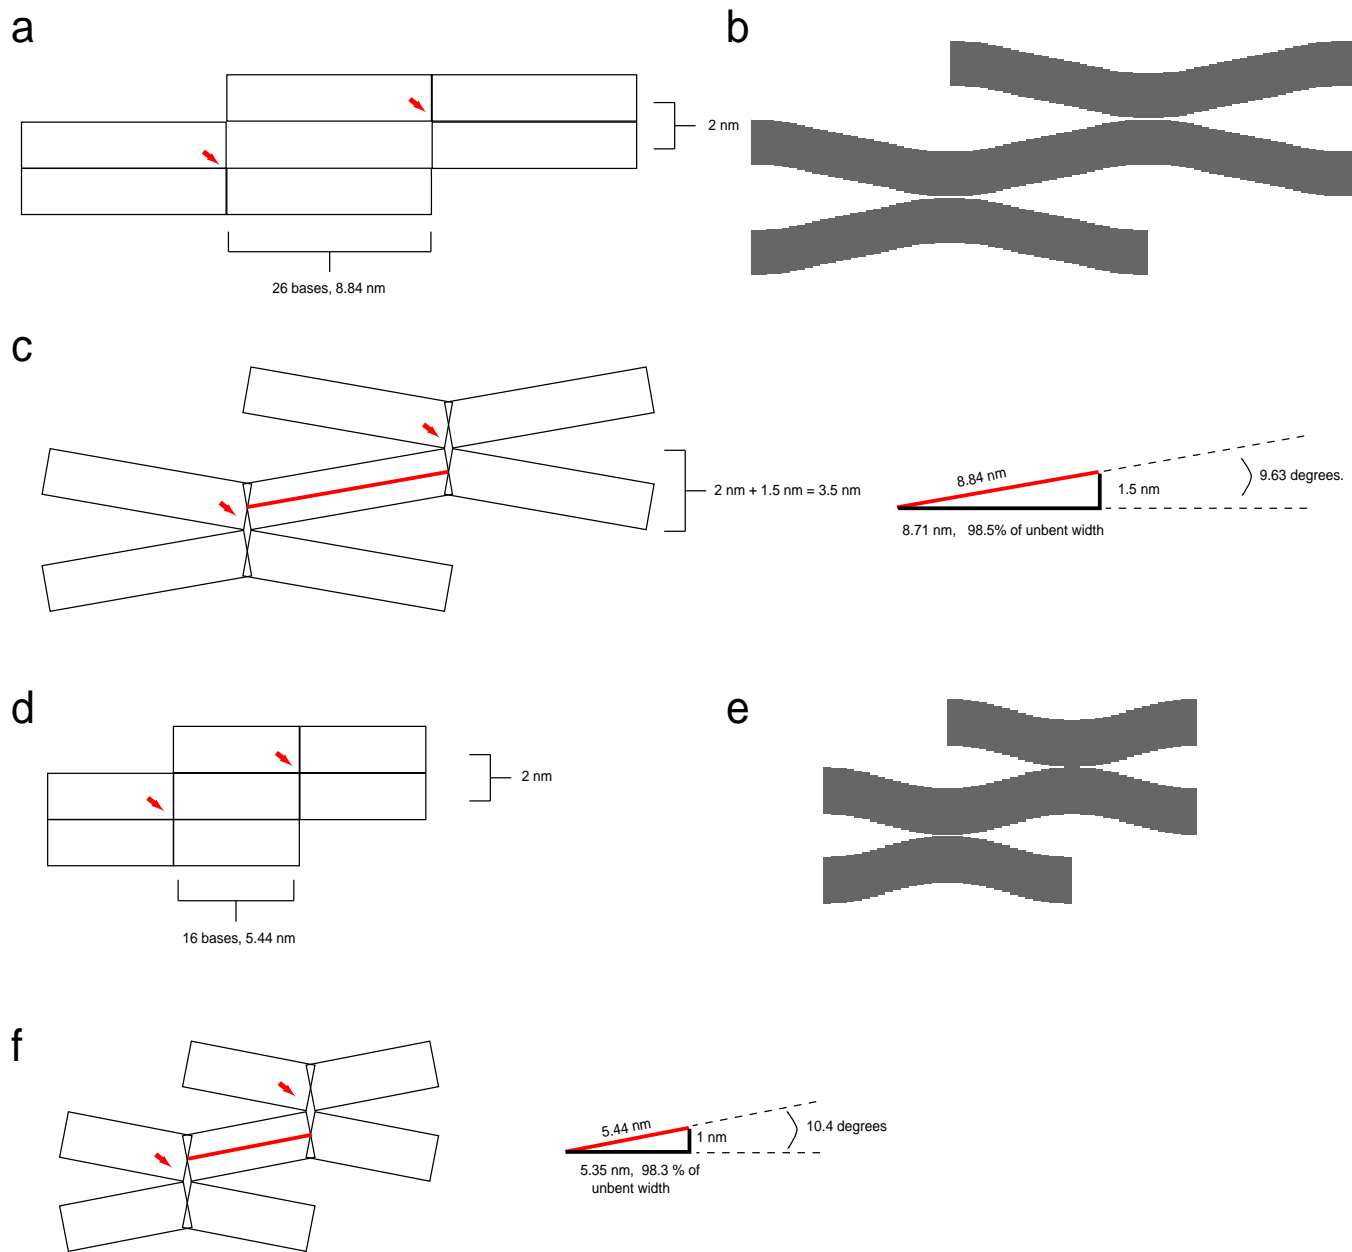 a
b
2 nm
26 bases, 8.84 nm
c
2 nm + 1.5 nm = 3.5 nm
8.84 nm
1.5 nm
9.63 degrees.
8.71 nm, 98.5% of unbent width
d
e
2 nm
16 bases, 5.44 nm
f
5.44 nm
1 nm
10.4 degrees
5.35 nm, 98.3 % of
unbent width